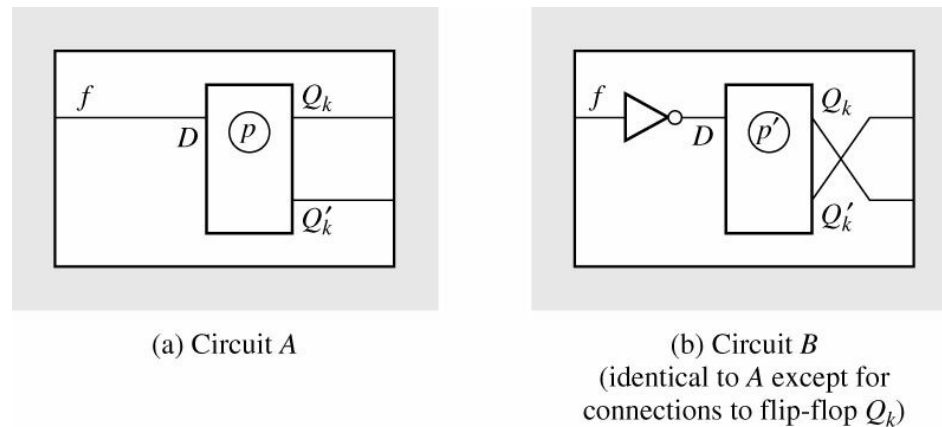 f
D
p
Q_k
Q'_k
(a) Circuit A
f
D
p'
Q_k
Q'_k
(b) Circuit B
(identical to A except for
connections to flip-flop Q_k)